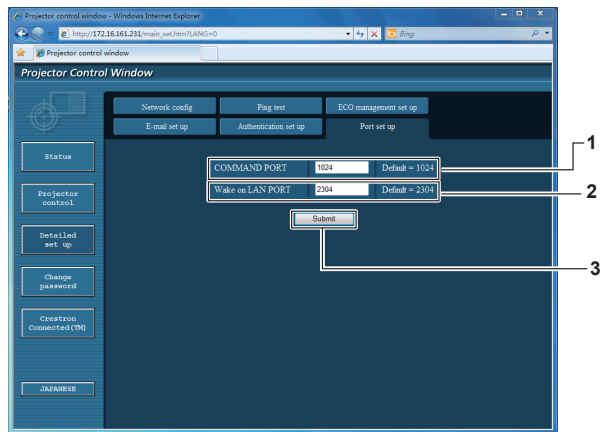 Projector control window - Windows Internet Explorer
http://172.16.161.231/main_set.htm?LANG=0
Bing
Projector control window
Projector Control Window
Network config
Ping test
ECO management set up
E-mail set up
Authentication set up
Port set up
Status
Projector control
Detailed set up
Change password
Crestron Connected(TM)
JAPANESE
COMMAND PORT 1024 Default = 1024
1
Wake on LAN PORT 2304 Default = 2304
2
Submit
3